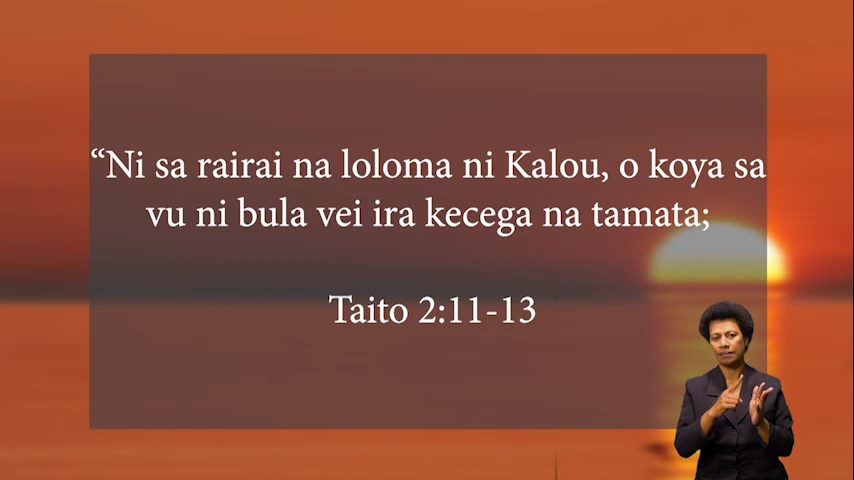 “Ni sa rairai na loloma ni Kalou, o koya sa
vu ni bula vei ira kecega na tamata;
Taito 2:11-13